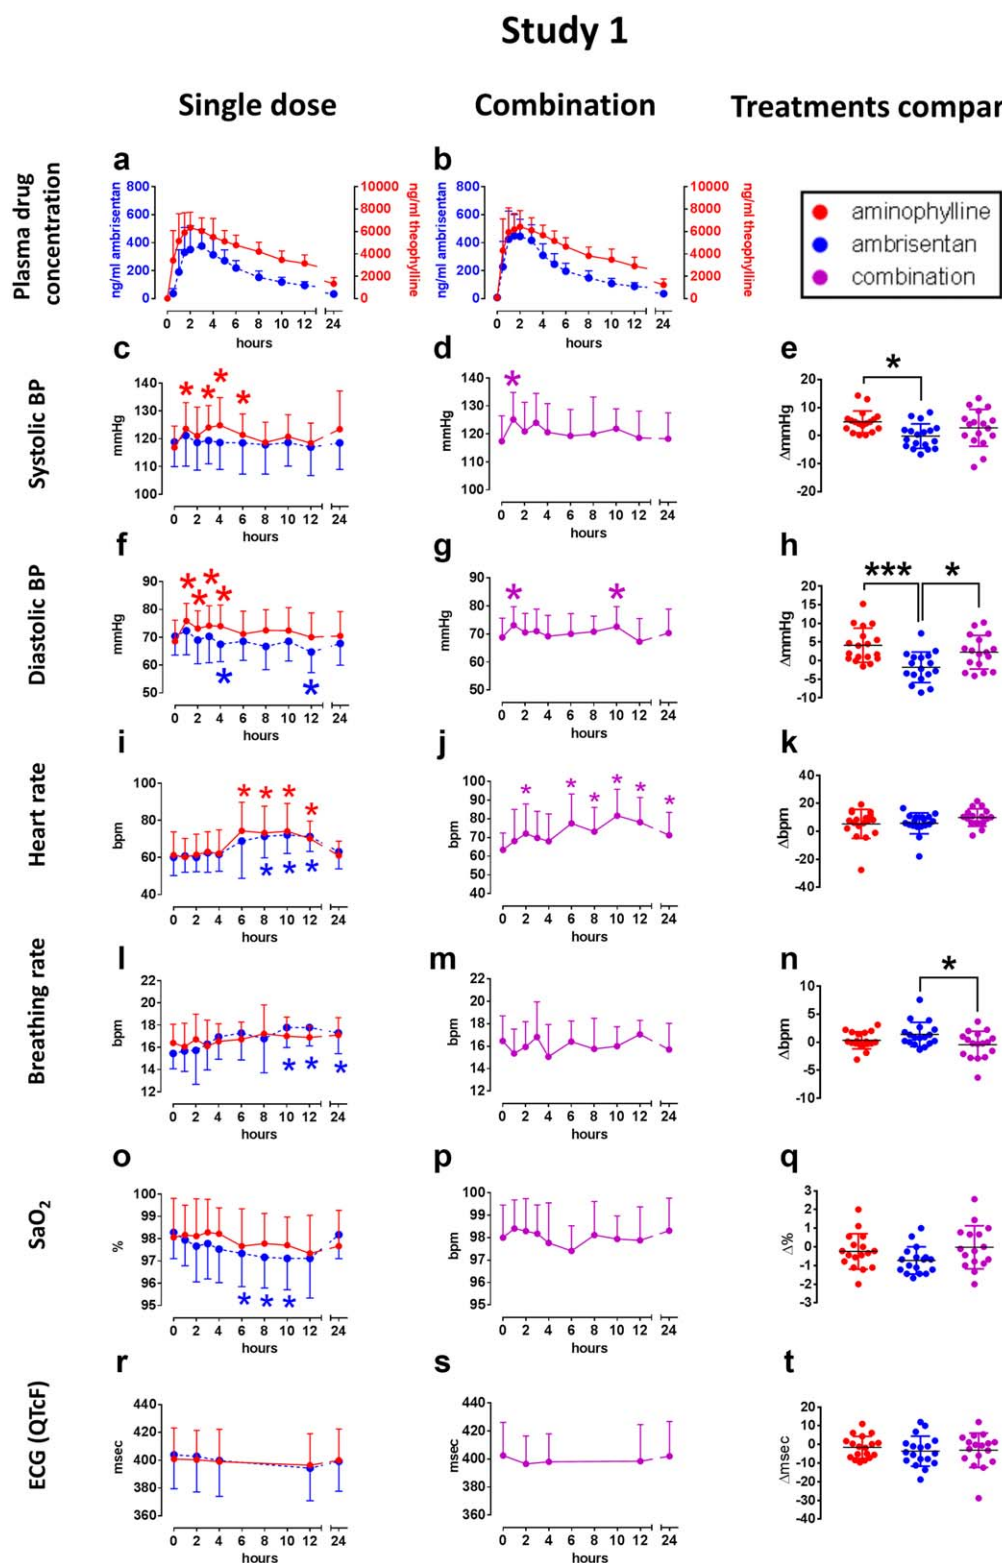 Study 1
Single dose
Combination
Treatments compar
Plasma drug
concentration
a
ng/ml ambrisentan
800
600
400
200
0
10000
8000
6000
4000
2000
0
ng/ml theophylline
0 2 4 6 8 10 12 24
hours
b
ng/ml ambrisentan
800
600
400
200
0
10000
8000
6000
4000
2000
0
ng/ml theophylline
0 2 4 6 8 10 12 24
hours
aminophylline
ambrisentan
combination
Systolic BP
c
mmHg
140
130
120
110
100
* * * *
0 2 4 6 8 10 12 24
hours
d
mmHg
140
130
120
110
100
*
0 2 4 6 8 10 12 24
hours
e
ΔmmHg
20
10
0
-10
-20
*
Diastolic BP
f
mmHg
90
80
70
60
50
* * * *
* *
0 2 4 6 8 10 12 24
hours
g
mmHg
90
80
70
60
50
* *
0 2 4 6 8 10 12 24
hours
h
ΔmmHg
20
15
10
5
0
-5
-10
*** *
Heart rate
i
bpm
100
80
60
40
* * * *
* * *
0 2 4 6 8 10 12 24
hours
j
bpm
100
90
80
70
60
50
40
* * * * * *
0 2 4 6 8 10 12 24
hours
k
Δbpm
40
20
0
-20
-40
Breathing rate
l
bpm
22
20
18
16
14
12
* * *
0 2 4 6 8 10 12 24
hours
m
bpm
22
20
18
16
14
12
0 2 4 6 8 10 12 24
hours
n
Δbpm
10
5
0
-5
-10
*
SaO₂
o
%
100
99
98
97
96
95
* * *
0 2 4 6 8 10 12 24
hours
p
bpm
100
99
98
97
96
95
0 2 4 6 8 10 12 24
hours
q
Δ%
3
2
1
0
-1
-2
3
ECG (QTcF)
r
msec
440
420
400
380
360
0 2 4 6 8 10 12 24
hours
s
msec
440
420
400
380
360
0 2 4 6 8 10 12 24
hours
t
Δmsec
20
10
0
-10
-20
-30
-40